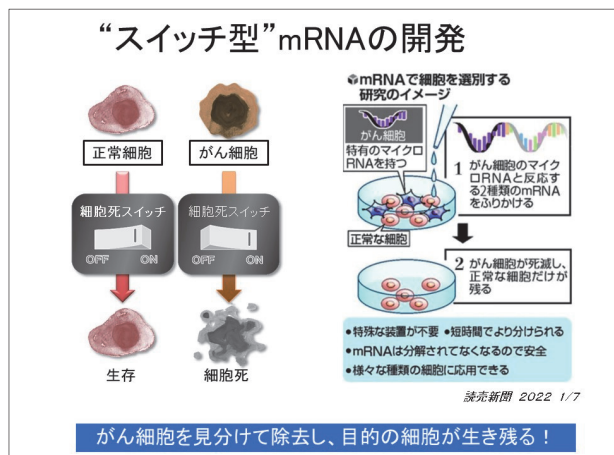 “スイッチ型”mRNAの開発
正常細胞
がん細胞
細胞死スイッチ
OFF ON
細胞死スイッチ
OFF ON
生存
細胞死
mRNAで細胞を選別する
研究のイメージ
がん細胞
特有のマイクロ
RNAを持つ
正常な細胞
1 がん細胞のマイク
ロRNAと反応す
る2種類のmRNA
をふりかける
2 がん細胞が死滅し、
正常な細胞だけが
残る
●特殊な装置が不要 ●短時間でより分けられる
●mRNAは分解されてなくなるので安全
●様々な種類の細胞に応用できる
読売新聞 2022 1/7
がん細胞を見分けて除去し、目的の細胞が生き残る！